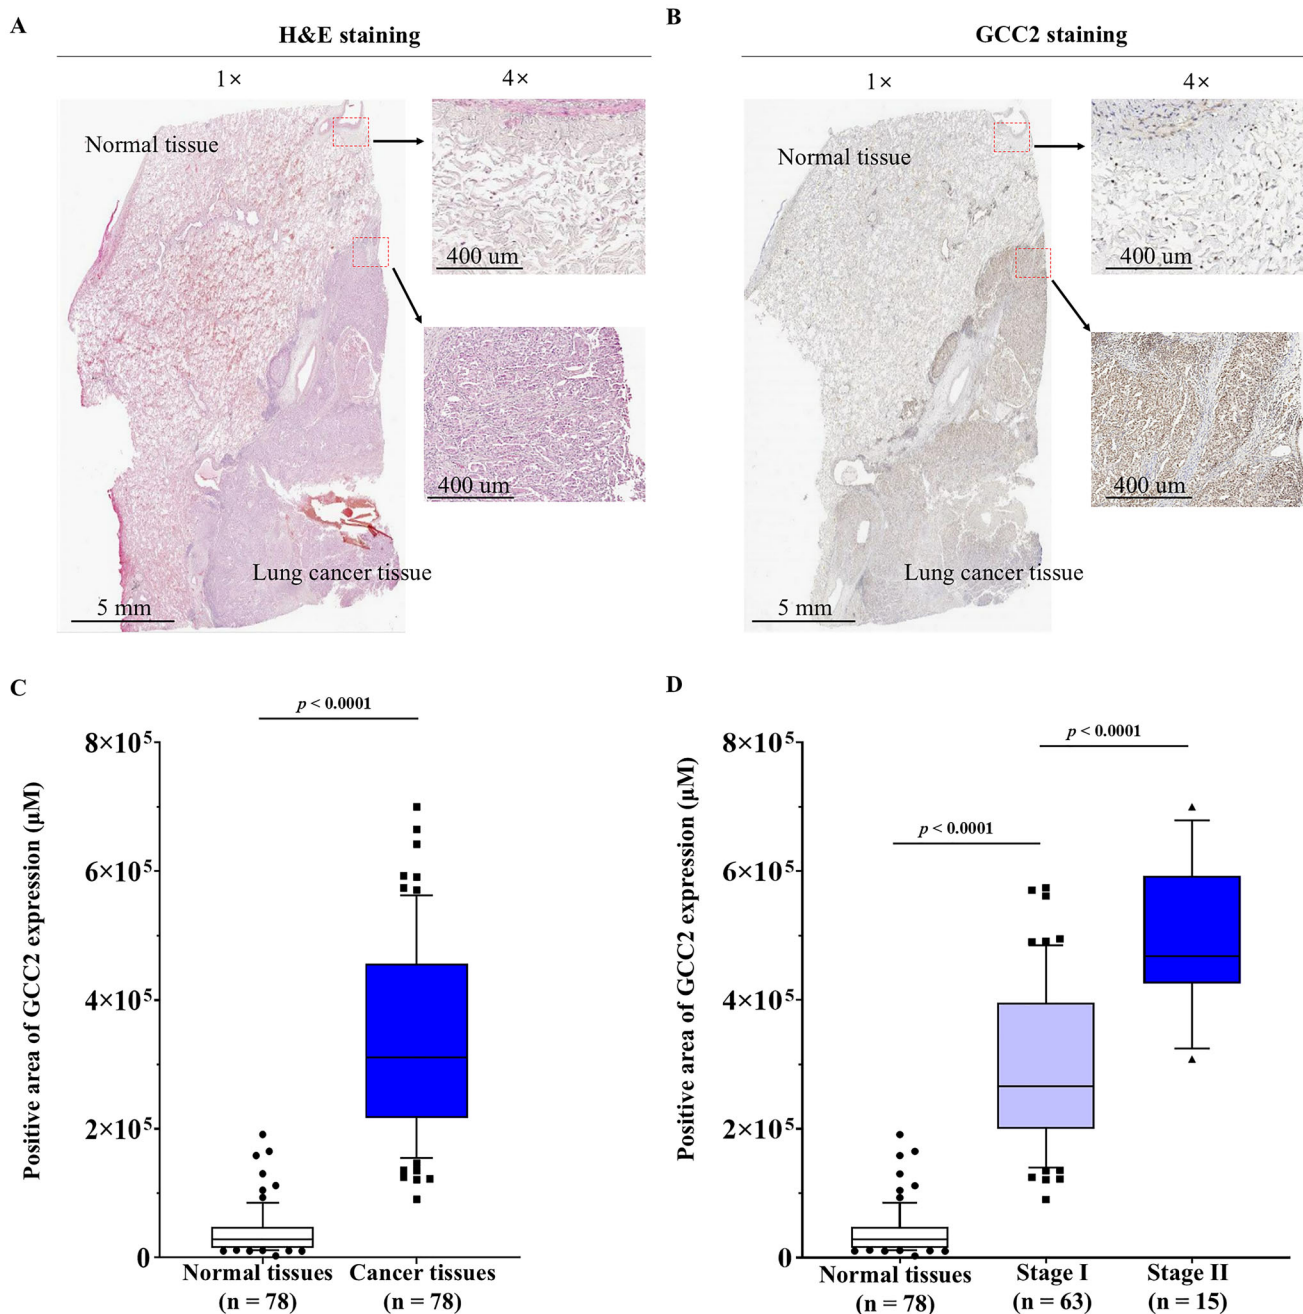 A
H&E staining
1×
4×
Normal tissue
400 um
400 um
Lung cancer tissue
5 mm
B
GCC2 staining
1×
4×
Normal tissue
400 um
400 um
Lung cancer tissue
5 mm
C
p < 0.0001
Positive area of GCC2 expression (µM)
8×10⁵
6×10⁵
4×10⁵
2×10⁵
0
Normal tissues
(n = 78)
Cancer tissues
(n = 78)
D
p < 0.0001
p < 0.0001
Positive area of GCC2 expression (µM)
8×10⁵
6×10⁵
4×10⁵
2×10⁵
0
Normal tissues
(n = 78)
Stage I
(n = 63)
Stage II
(n = 15)